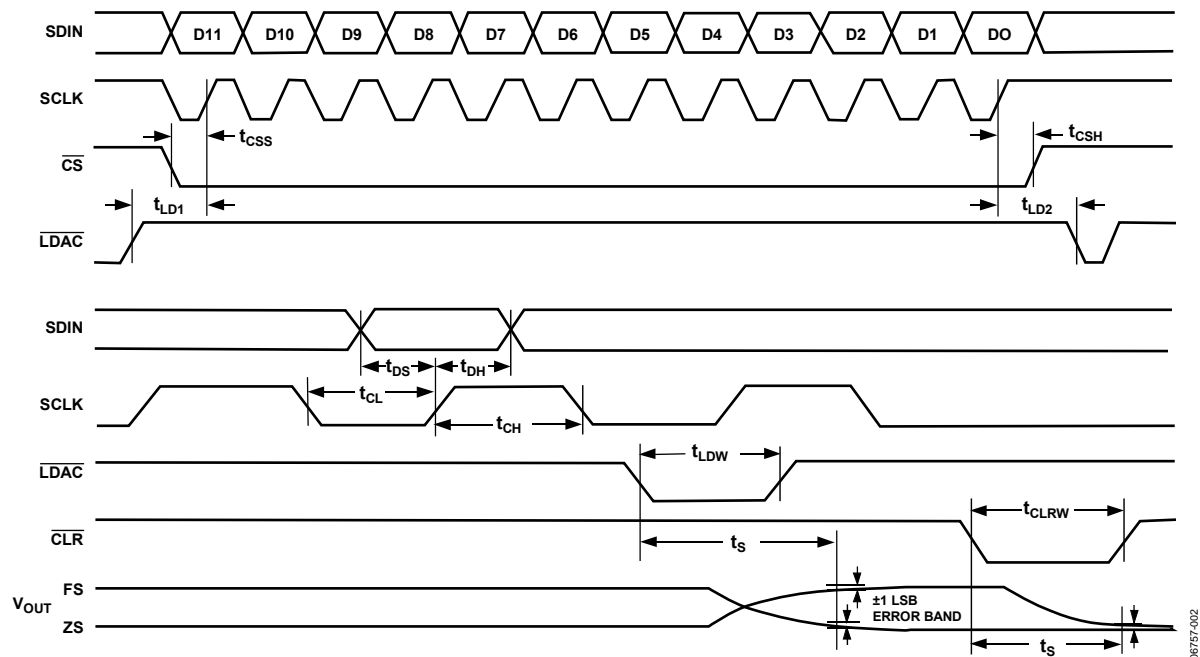 SDIN D11 D10 D9 D8 D7 D6 D5 D4 D3 D2 D1 DO
SCLK
tCSS tCSH
CS
tLD1 tLD2
LDAC
SDIN
tDS tDH
tCL
SCLK
tCH
LDAC
tLDW
tCLRW
CLR
tS
FS
±1 LSB
VOUT
ERROR BAND
ZS
tS
06757-002